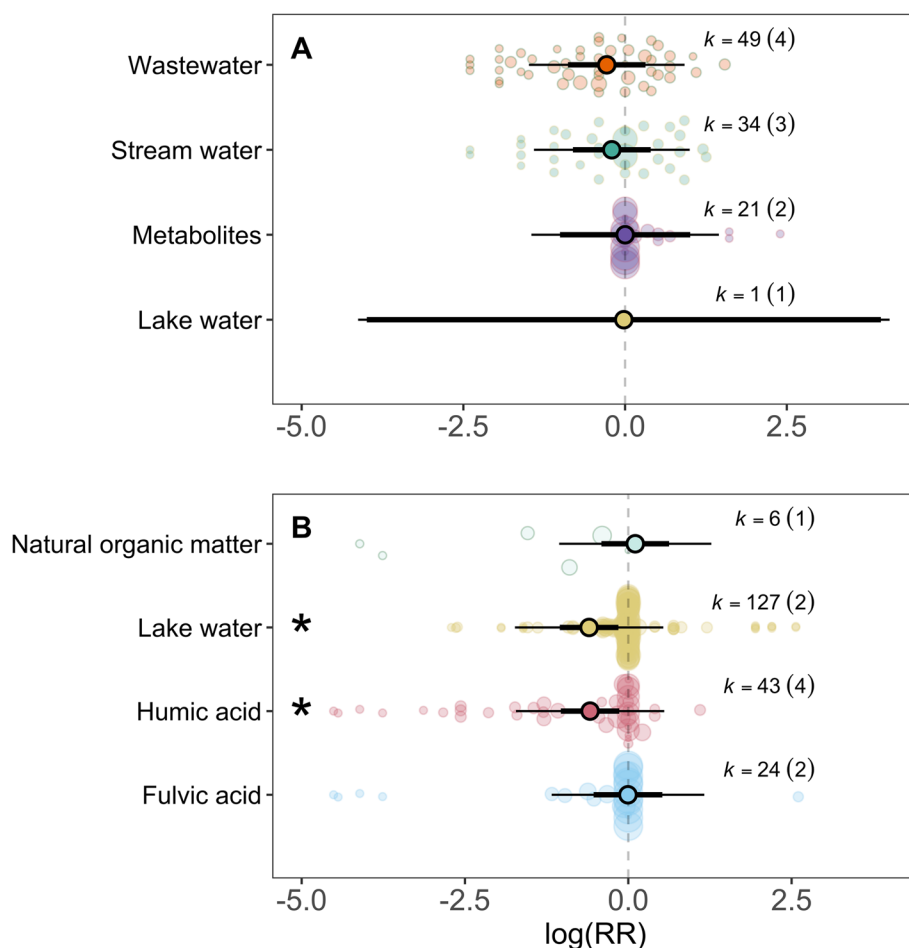 A
Wastewater
k = 49 (4)
Stream water
k = 34 (3)
Metabolites
k = 21 (2)
Lake water
k = 1 (1)
-5.0 -2.5 0.0 2.5
B
Natural organic matter
k = 6 (1)
Lake water * k = 127 (2)
Humic acid * k = 43 (4)
Fulvic acid
k = 24 (2)
-5.0 -2.5 0.0 2.5
log(RR)